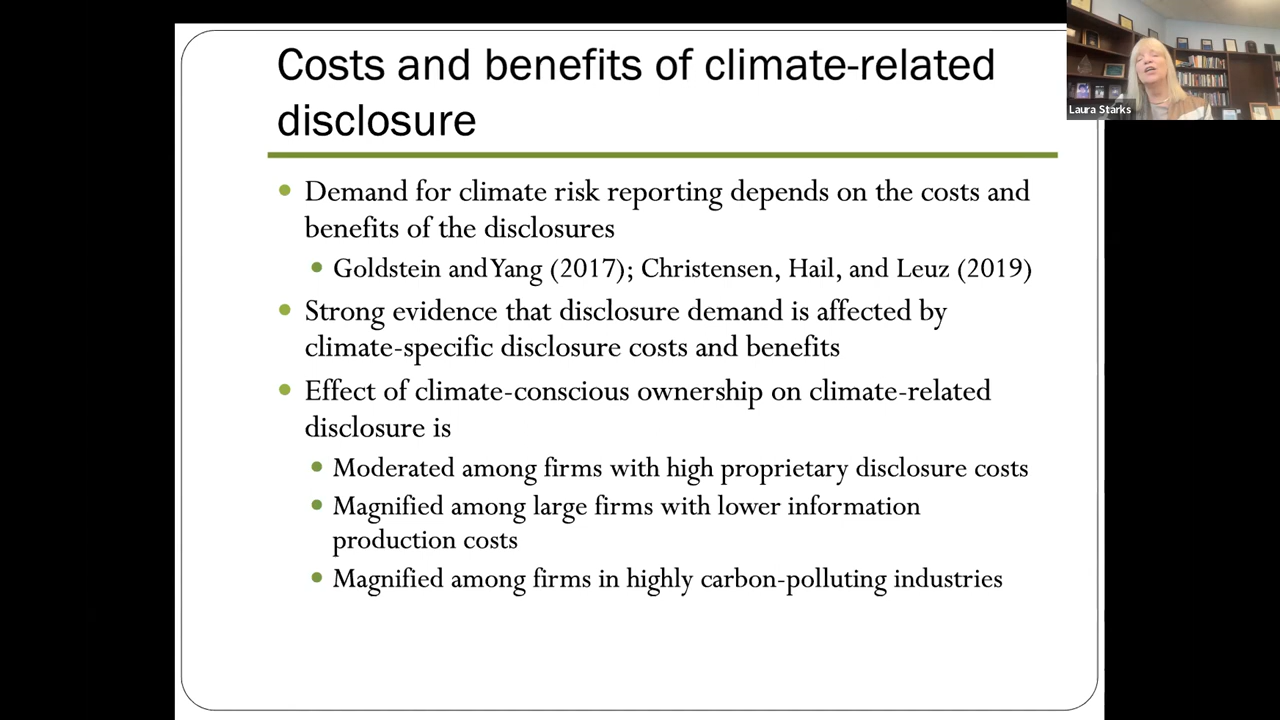 Costs and benefits of climate-related
disclosure
Laura Starks
Demand for climate risk reporting depends on the costs and
benefits of the disclosures
Goldstein and Yang (2017); Christensen, Hail, and Leuz (2019)
Strong evidence that disclosure demand is affected by
climate-specific disclosure costs and benefits
Effect of climate-conscious ownership on climate-related
disclosure is
Moderated among firms with high proprietary disclosure costs
Magnified among large firms with lower information
production costs
Magnified among firms in highly carbon-polluting industries